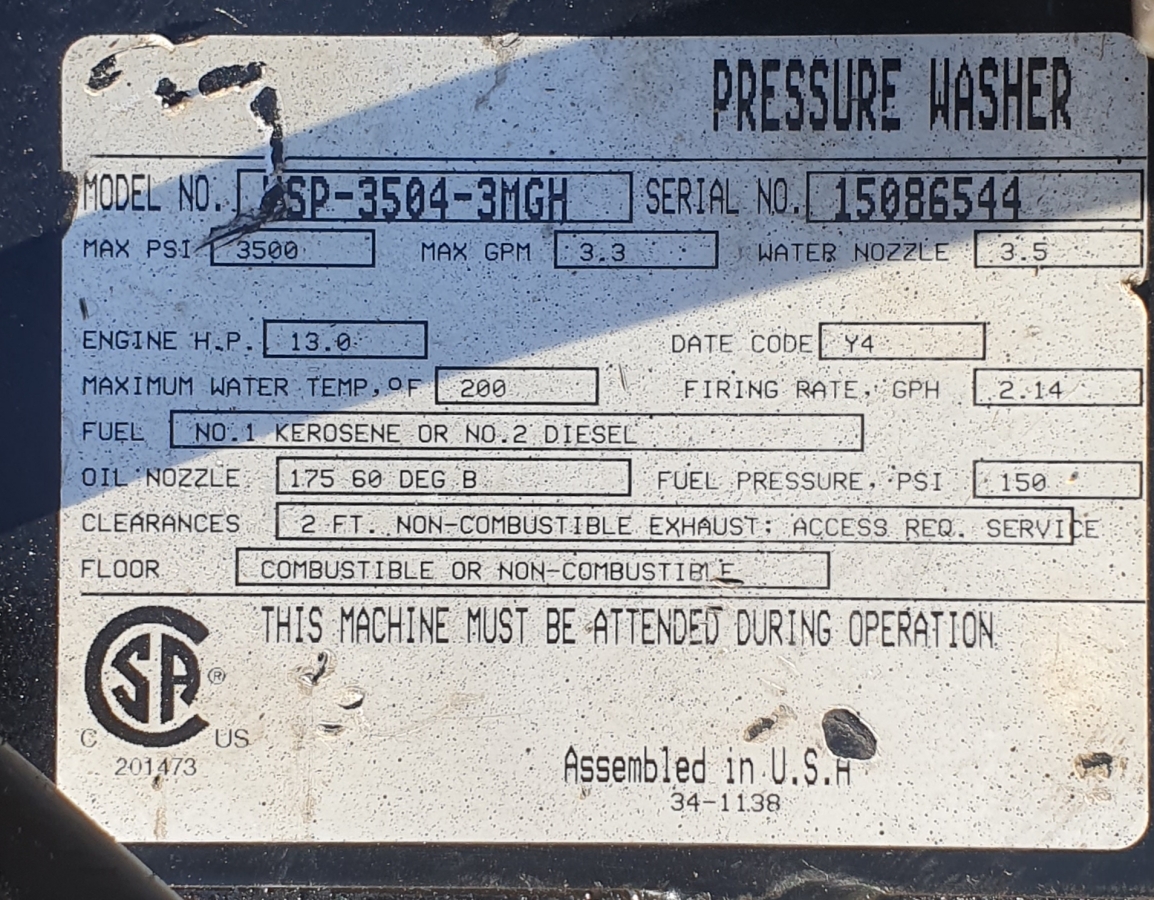 PRESSURE WASHER
MODEL NO. SP-3504-3MGH SERIAL NO. 15086544
MAX PSI 3500 MAX GPM 3.3 WATER NOZZLE 3.5
ENGINE H.P. 13.0 DATE CODE Y4
MAXIMUM WATER TEMP,°F 200 FIRING RATE, GPH 2.14
FUEL NO.1 KEROSENE OR NO.2 DIESEL
OIL NOZZLE 175 60 DEG B FUEL PRESSURE, PSI 150
CLEARANCES 2 FT. NON-COMBUSTIBLE EXHAUST: ACCESS REQ. SERVICE
FLOOR COMBUSTIBLE OR NON-COMBUSTIBLE
THIS MACHINE MUST BE ATTENDED DURING OPERATION
CSA ®
C US
201473
Assembled in U.S.A
34-1138